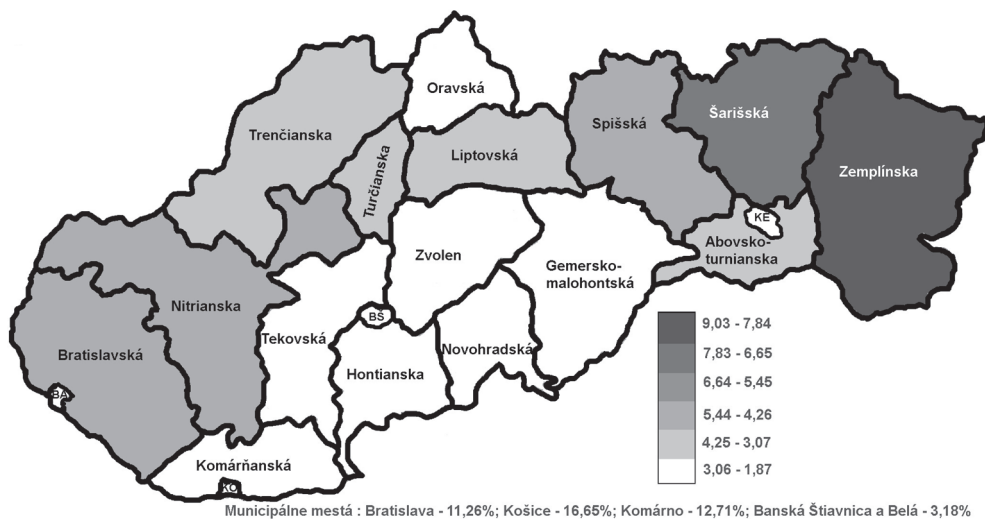 Oravská
Trenčianska
Turčianska
Liptovská
Spišská
Šarišská
Zemplínska
KE
Abovsko-
turnianska
Zvolen
Gemersko-
malohontská
Nitrianska
BŠ
Tekovská
Novohradská
Bratislavská
Hontianska
BA
Komárňanská
KO
9,03 - 7,84
7,83 - 6,65
6,64 - 5,45
5,44 - 4,26
4,25 - 3,07
3,06 - 1,87
Municipálne mestá : Bratislava - 11,26%; Košice - 16,65%; Komárno - 12,71%; Banská Štiavnica a Belá - 3,18%